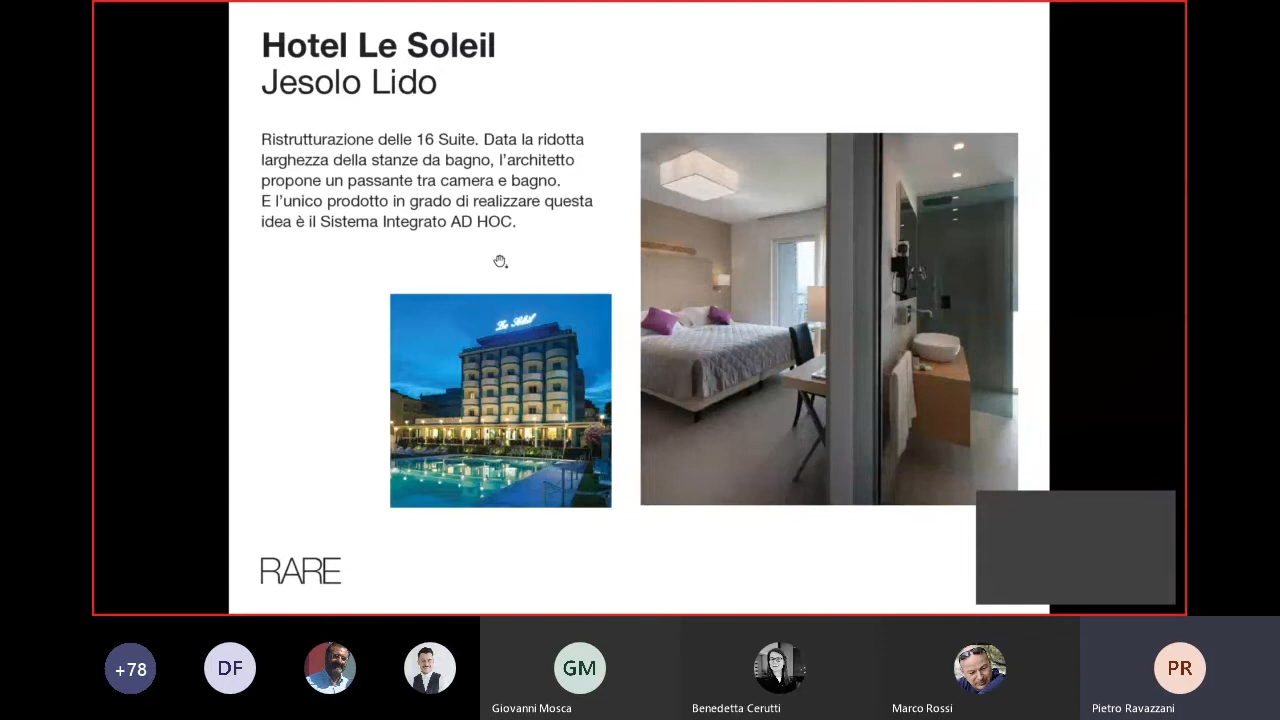 Hotel Le Soleil
Jesolo Lido
Ristrutturazione delle 16 Suite. Data la ridotta
larghezza della stanze da bagno, l’architetto
propone un passante tra camera e bagno.
E l’unico prodotto in grado di realizzare questa
idea è il Sistema Integrato AD HOC.
Le Soleil
RARE
+78
DF
GM
PR
Giovanni Mosca
Benedetta Cerutti
Marco Rossi
Pietro Ravazzani